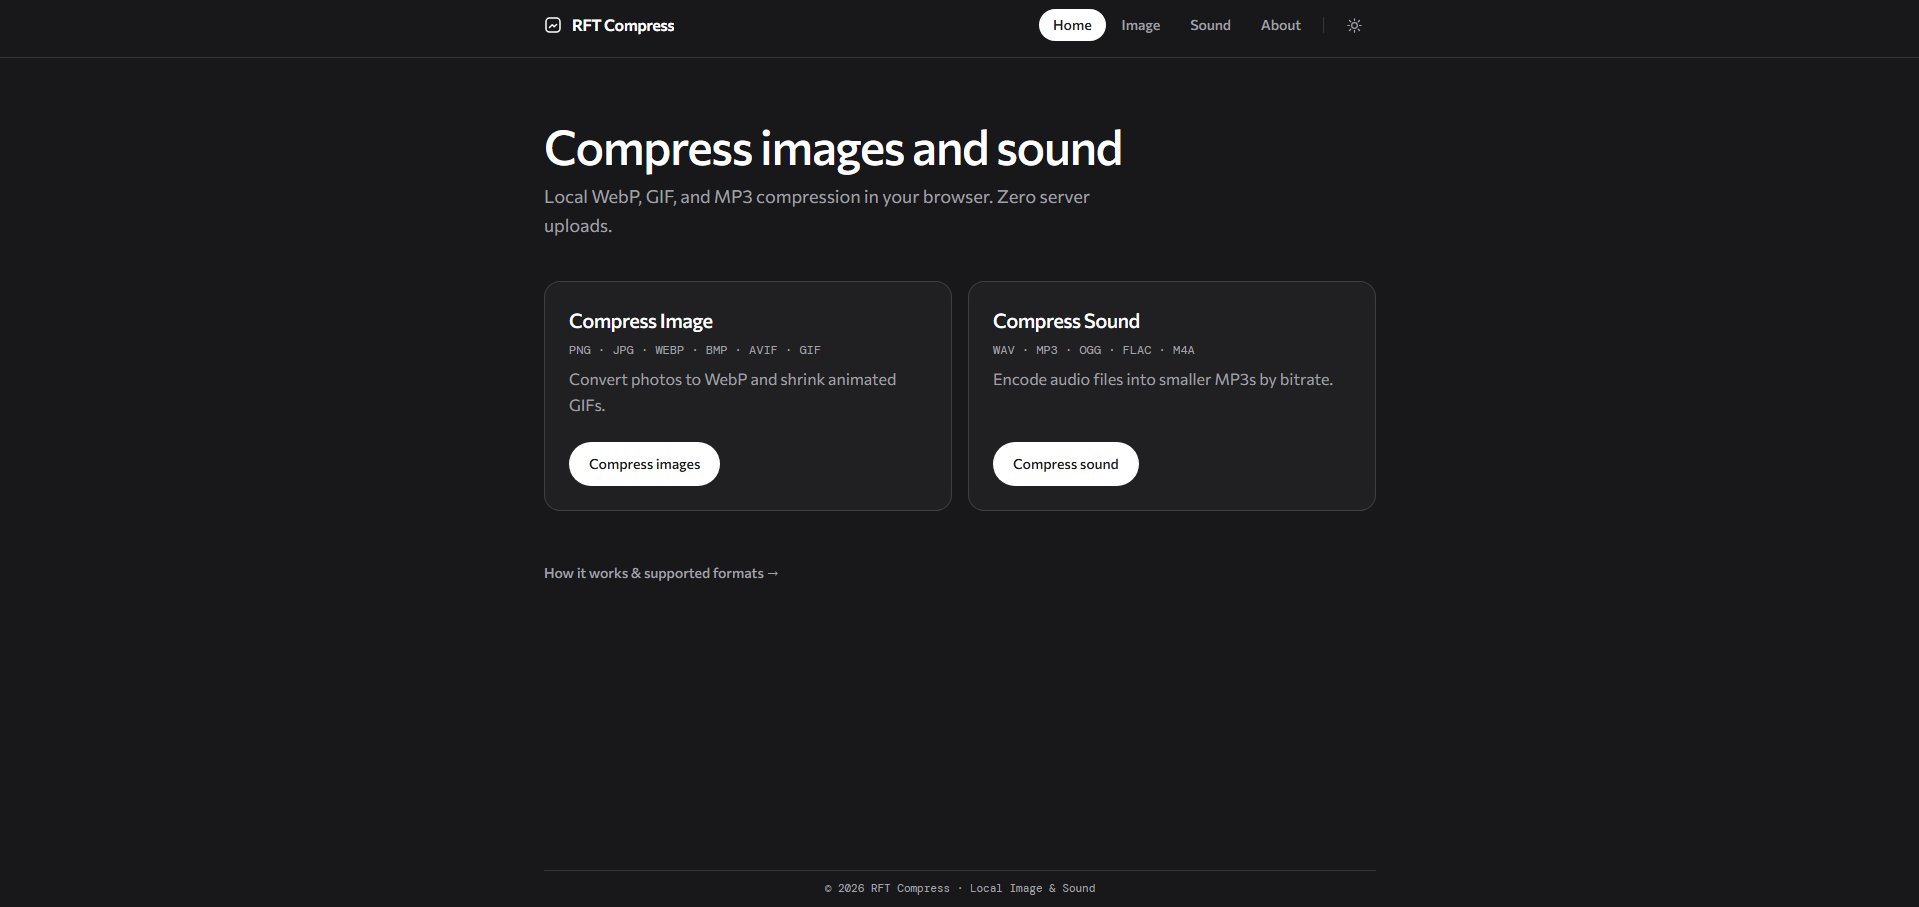 RFT Compress
Home
Image
Sound
About
Compress images and sound
Local WebP, GIF, and MP3 compression in your browser. Zero server
uploads.
Compress Image
PNG · JPG · WEBP · BMP · AVIF · GIF
Convert photos to WebP and shrink animated
GIFs.
Compress images
Compress Sound
WAV · MP3 · OGG · FLAC · M4A
Encode audio files into smaller MP3s by bitrate.
Compress sound
How it works & supported formats →
© 2026 RFT Compress · Local Image & Sound